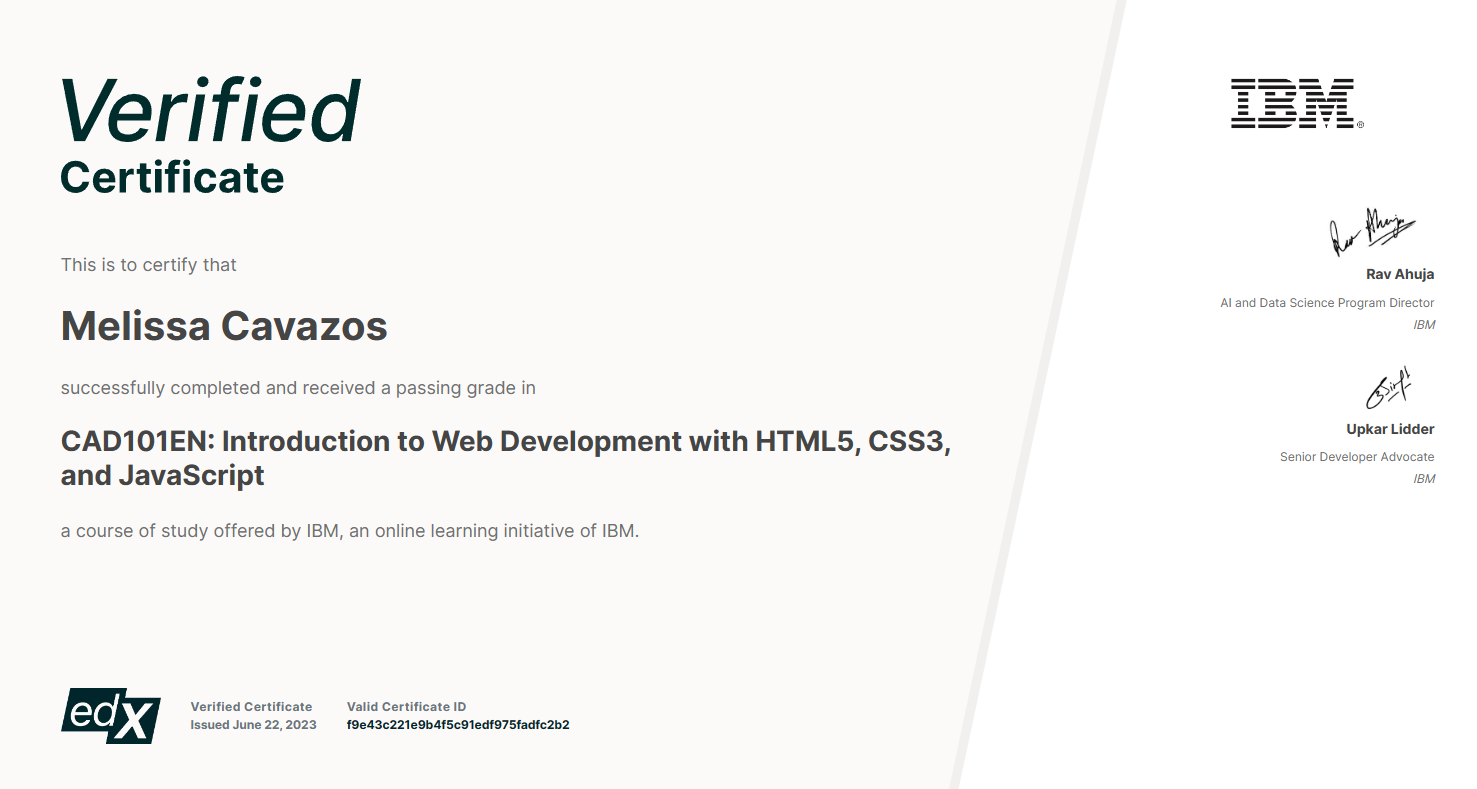 Verified
Certificate
This is to certify that
Melissa Cavazos
successfully completed and received a passing grade in
CAD101EN: Introduction to Web Development with HTML5, CSS3,
and JavaScript
a course of study offered by IBM, an online learning initiative of IBM.
edX
Verified Certificate
Issued June 22, 2023
Valid Certificate ID
f9e43c221e9b4f5c91edf975fadfc2b2
IBM®
Rav Ahuja
Rav Ahuja
AI and Data Science Program Director
IBM
Upkar Lidder
Senior Developer Advocate
IBM